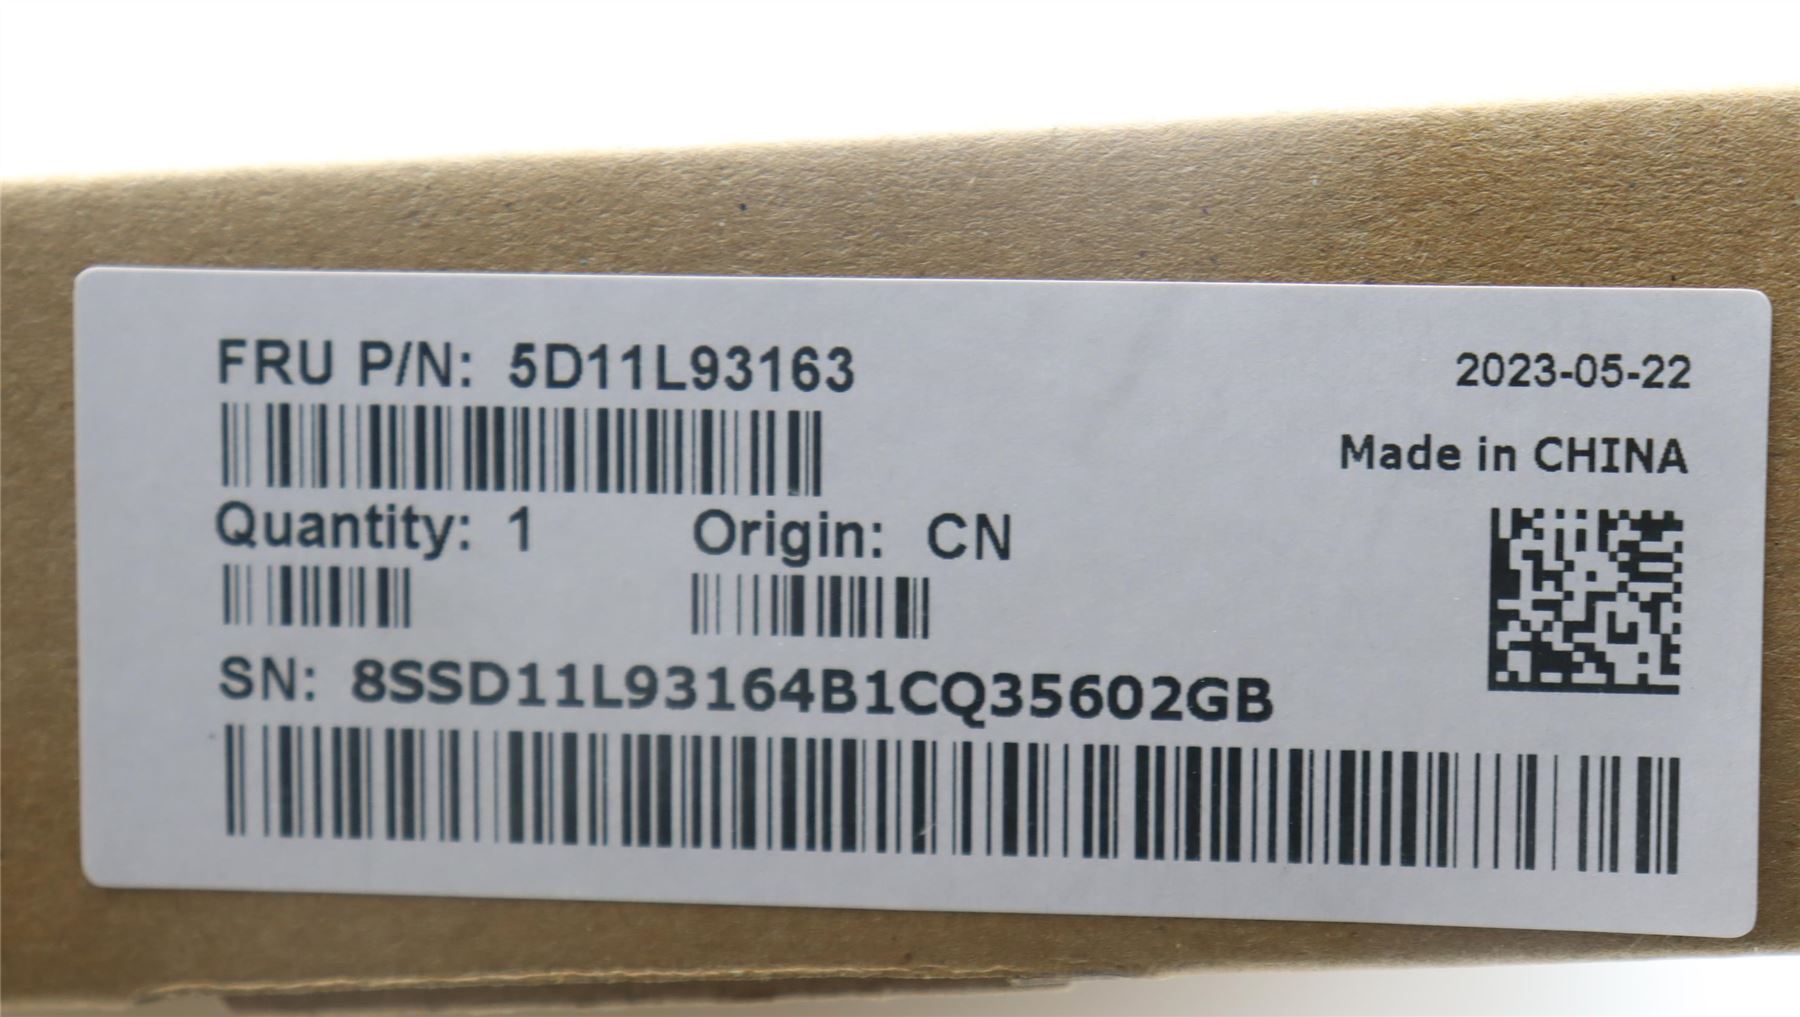 FRU P/N: 5D11L93163
2023-05-22
Made in CHINA
Quantity: 1
Origin: CN
SN: 8SSD11L93164B1CQ35602GB